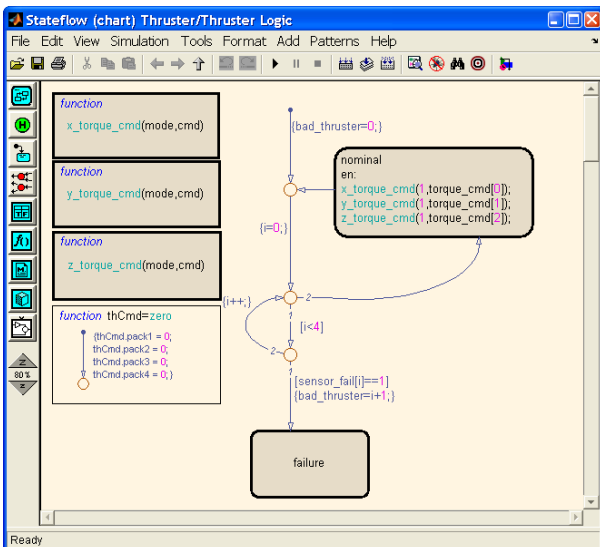 Stateflow (chart) Thruster/Thruster Logic
File Edit View Simulation Tools Format Add Patterns Help
function
x_torque_cmd(mode,cmd)
function
y_torque_cmd(mode,cmd)
function
z_torque_cmd(mode,cmd)
function thCmd=zero
{thCmd.pack1 = 0;
thCmd.pack2 = 0;
thCmd.pack3 = 0;
thCmd.pack4 = 0;}
{bad_thruster=0;}
nominal
en:
x_torque_cmd(1,torque_cmd[0]);
y_torque_cmd(1,torque_cmd[1]);
z_torque_cmd(1,torque_cmd[2]);
{i=0;}
{i++;}
2
1
[i<4]
2
1
[sensor_fail[i]==1]
{bad_thruster=i+1;}
failure
Z
80%
z
Ready